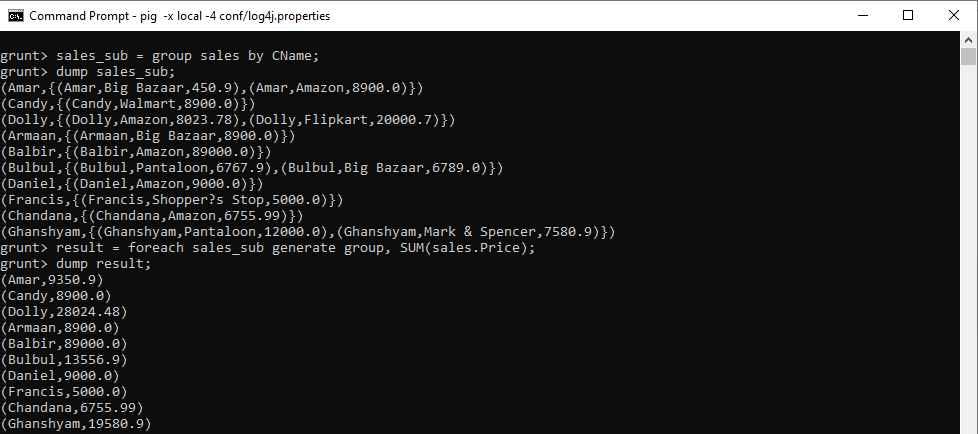 Command Prompt - pig  -x local -4 conf/log4j.properties
grunt> sales_sub = group sales by CName;
grunt> dump sales_sub;
(Amar,{(Amar,Big Bazaar,450.9),(Amar,Amazon,8900.0)})
(Candy,{(Candy,Walmart,8900.0)})
(Dolly,{(Dolly,Amazon,8023.78),(Dolly,Flipkart,20000.7)})
(Armaan,{(Armaan,Big Bazaar,8900.0)})
(Balbir,{(Balbir,Amazon,89000.0)})
(Bulbul,{(Bulbul,Pantaloon,6767.9),(Bulbul,Big Bazaar,6789.0)})
(Daniel,{(Daniel,Amazon,9000.0)})
(Francis,{(Francis,Shopper?s Stop,5000.0)})
(Chandana,{(Chandana,Amazon,6755.99)})
(Ghanshyam,{(Ghanshyam,Pantaloon,12000.0),(Ghanshyam,Mark & Spencer,7580.9)})
grunt> result = foreach sales_sub generate group, SUM(sales.Price);
grunt> dump result;
(Amar,9350.9)
(Candy,8900.0)
(Dolly,28024.48)
(Armaan,8900.0)
(Balbir,89000.0)
(Bulbul,13556.9)
(Daniel,9000.0)
(Francis,5000.0)
(Chandana,6755.99)
(Ghanshyam,19580.9)